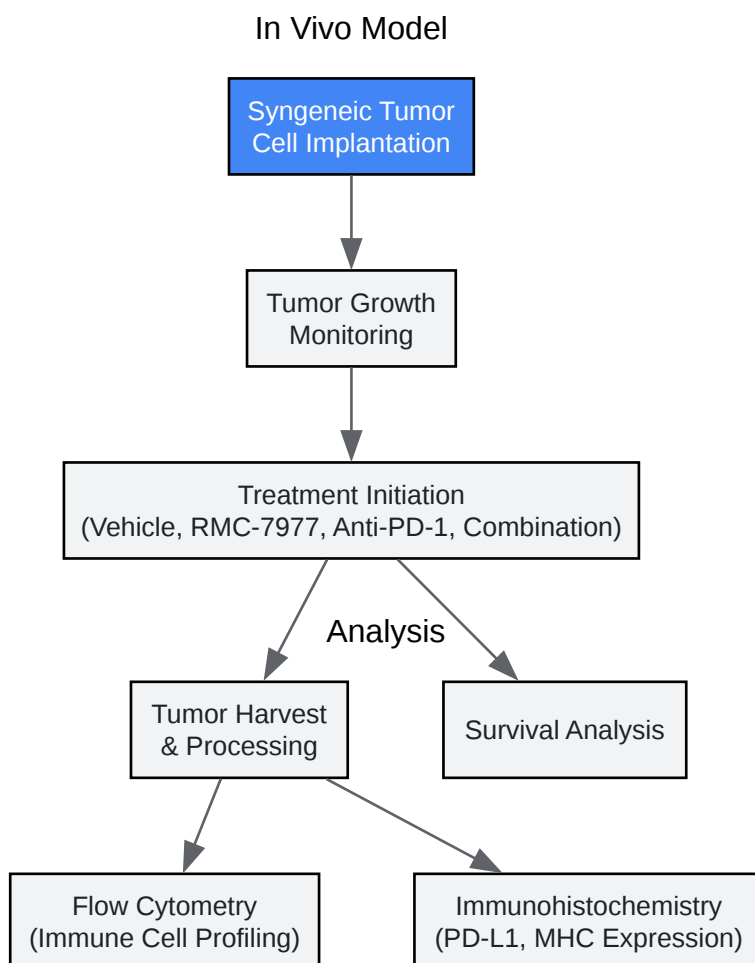 In Vivo Model
Syngeneic Tumor
Cell Implantation
Tumor Growth
Monitoring
Treatment Initiation
(Vehicle, RMC-7977, Anti-PD-1, Combination)
Analysis
Tumor Harvest
& Processing
Survival Analysis
Flow Cytometry
(Immune Cell Profiling)
Immunohistochemistry
(PD-L1, MHC Expression)